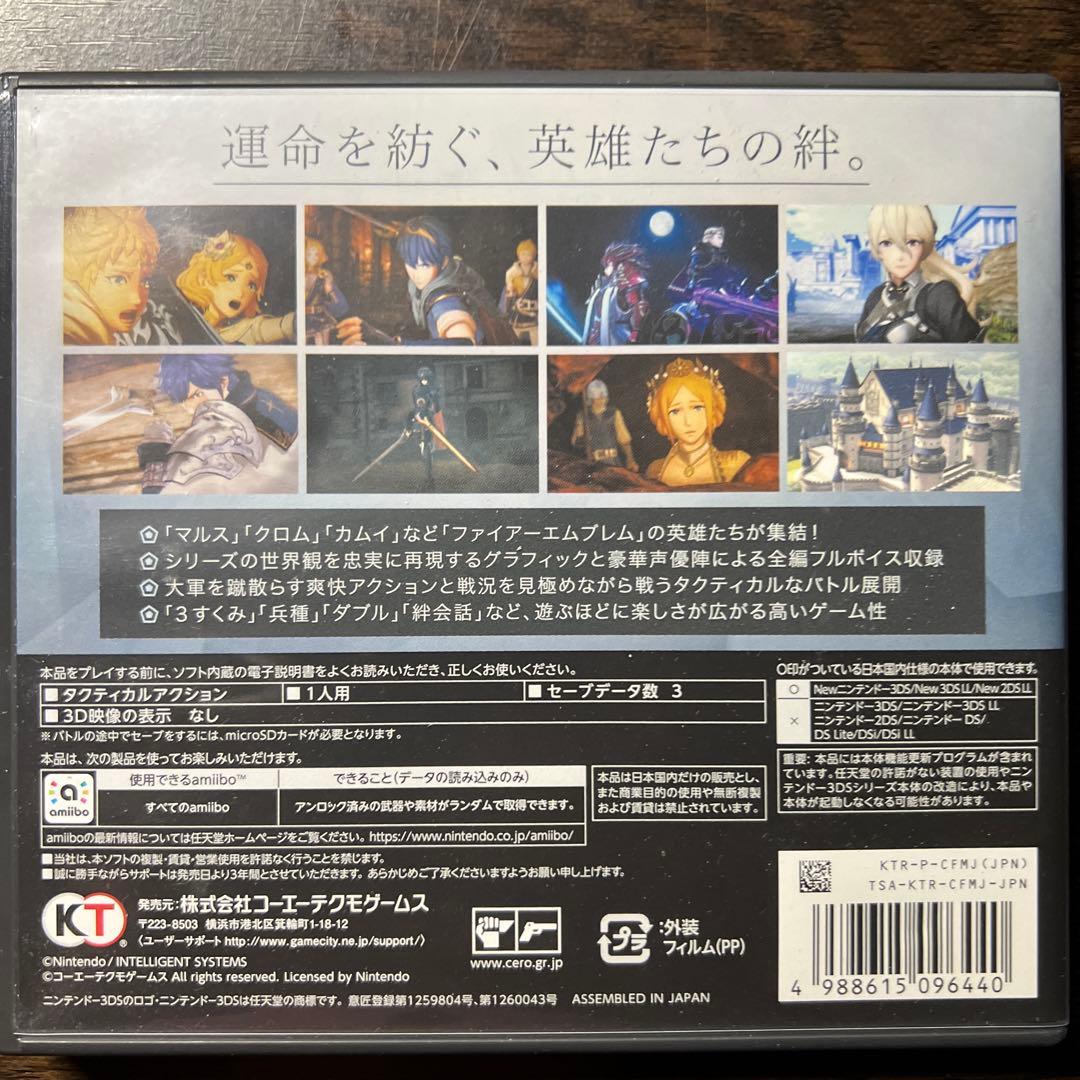 運命を紡ぐ、英雄たちの絆。
「マルス」「クロム」「カムイ」など「ファイアーエムブレム」の英雄たちが集結！
シリーズの世界観を忠実に再現するグラフィックと豪華声優陣による全編フルボイス収録
大軍を蹴散らす爽快アクションと戦況を見極めながら戦うタクティカルなバトル展開
「3すくみ」「兵種」「ダブル」「絆会話」など、遊ぶほどに楽しさが広がる高いゲーム性
本品をプレイする前に、ソフト内蔵の電子説明書をよくお読みいただき、正しくお使いください。
■タクティカルアクション ■1人用 ■セーブデータ数 3
■3D映像の表示 なし
※バトルの途中でセーブをするには、microSDカードが必要となります。
本品は、次の製品を使ってお楽しみいただけます。
使用できるamiibo™ できること(データの読み込みのみ)
amiibo すべてのamiibo アンロック済みの武器や素材がランダムで取得できます。
amiiboの最新情報については任天堂ホームページをご覧ください。https://www.nintendo.co.jp/amiibo/
本品は日本国内だけの販売とし、
また商業目的の使用や無断複製
および賃貸は禁止されています。
O印がついている日本国内仕様の本体で使用できます。
○ Newニンテンドー3DS/New 3DS LL/New 2DS LL
× ニンテンドー3DS/ニンテンドー3DS LL
ニンテンドー2DS/ニンテンドー DS/
DS Lite/DSi/DSi LL
重要: 本品には本体機能更新プログラムが含まれ
ています。任天堂の許諾がない装置の使用やニン
テンドー3DSシリーズ本体の改造により、本品や
本体が起動しなくなる可能性があります。
■当社は、本ソフトの複製・賃貸・営業使用を許諾なく行うことを禁じます。
■誠に勝手ながらサポートは発売日より3年間とさせていただきます。あらかじめご了承くださいますようお願い申し上げます。
KT
発売元: 株式会社コーエーテクモゲームス
〒223-8503 横浜市港北区箕輪町1-18-12
〈ユーザーサポート http://www.gamecity.ne.jp/support/〉
©Nintendo / INTELLIGENT SYSTEMS
©コーエーテクモゲームス All rights reserved. Licensed by Nintendo
ニンテンドー3DSのロゴ・ニンテンドー3DSは任天堂の商標です。意匠登録第1259804号、第1260043号 ASSEMBLED IN JAPAN
www.cero.gr.jp
プラ :外装
フィルム(PP)
KTR-P-CFMJ(JPN)
TSA-KTR-CFMJ-JPN
4 988615 096440